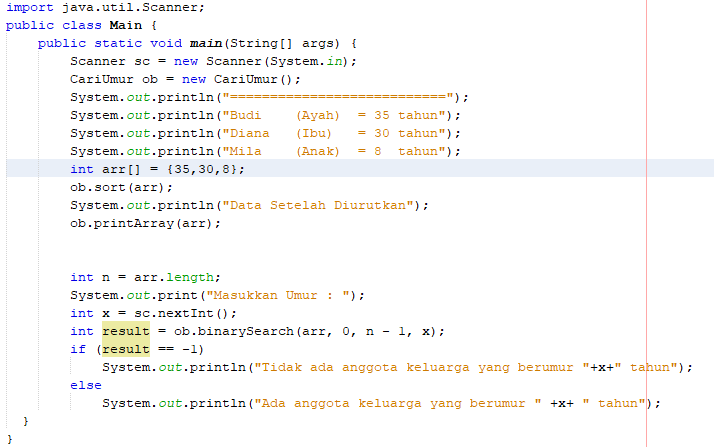 import java.util.Scanner;
public class Main {
    public static void main(String[] args) {
        Scanner sc = new Scanner(System.in);
        CariUmur ob = new CariUmur();
        System.out.println("===========================");
        System.out.println("Budi    (Ayah)  = 35 tahun");
        System.out.println("Diana   (Ibu)   = 30 tahun");
        System.out.println("Mila    (Anak)  = 8  tahun");
        int arr[] = {35,30,8};
        ob.sort(arr);
        System.out.println("Data Setelah Diurutkan");
        ob.printArray(arr);
        int n = arr.length;
        System.out.print("Masukkan Umur : ");
        int x = sc.nextInt();
        int result = ob.binarySearch(arr, 0, n - 1, x);
        if (result == -1)
            System.out.println("Tidak ada anggota keluarga yang berumur "+x+" tahun");
        else
            System.out.println("Ada anggota keluarga yang berumur " +x+ " tahun");
  }
}